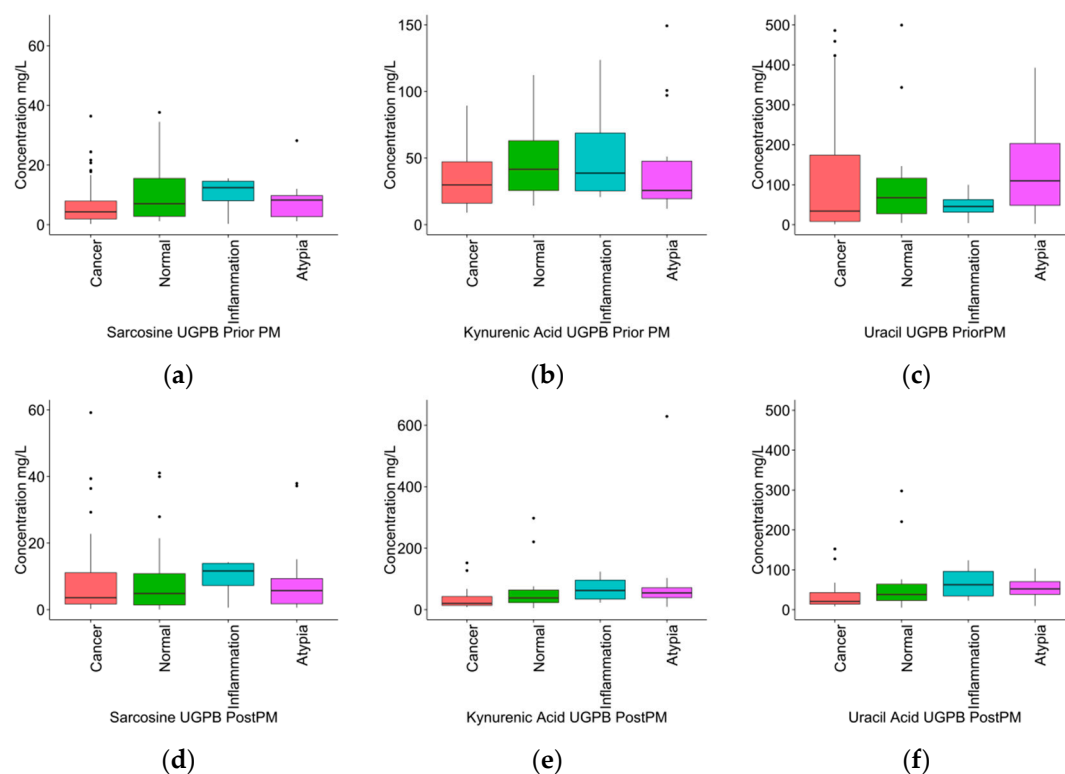 Concentration mg/L
60
40
20
0
Cancer
Normal
Inflammation
Atypia
Sarcosine UGPB Prior PM
(a)
Concentration mg/L
150
100
50
0
Cancer
Normal
Inflammation
Atypia
Kynurenic Acid UGPB Prior PM
(b)
Concentration mg/L
500
400
300
200
100
0
Cancer
Normal
Inflammation
Atypia
Uracil UGPB PriorPM
(c)
Concentration mg/L
60
40
20
0
Cancer
Normal
Inflammation
Atypia
Sarcosine UGPB PostPM
(d)
Concentration mg/L
600
400
200
0
Cancer
Normal
Inflammation
Atypia
Kynurenic Acid UGPB PostPM
(e)
Concentration mg/L
500
400
300
200
100
0
Cancer
Normal
Inflammation
Atypia
Uracil Acid UGPB PostPM
(f)